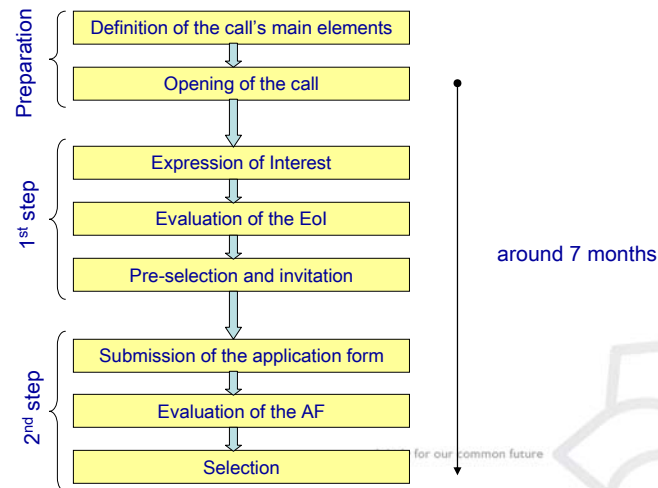 Preparation
Definition of the call's main elements
Opening of the call
1st step
Expression of Interest
Evaluation of the EoI
Pre-selection and invitation
around 7 months
2nd step
Submission of the application form
Evaluation of the AF
Selection
for our common future